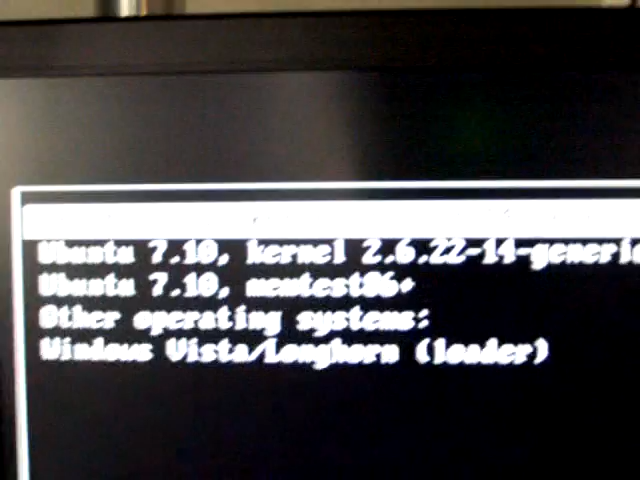 Ubuntu 7.10, kernel 2.6.22-14-generic
Ubuntu 7.10, memtest86+
Other operating systems:
Windows Vista/Longhorn (loader)